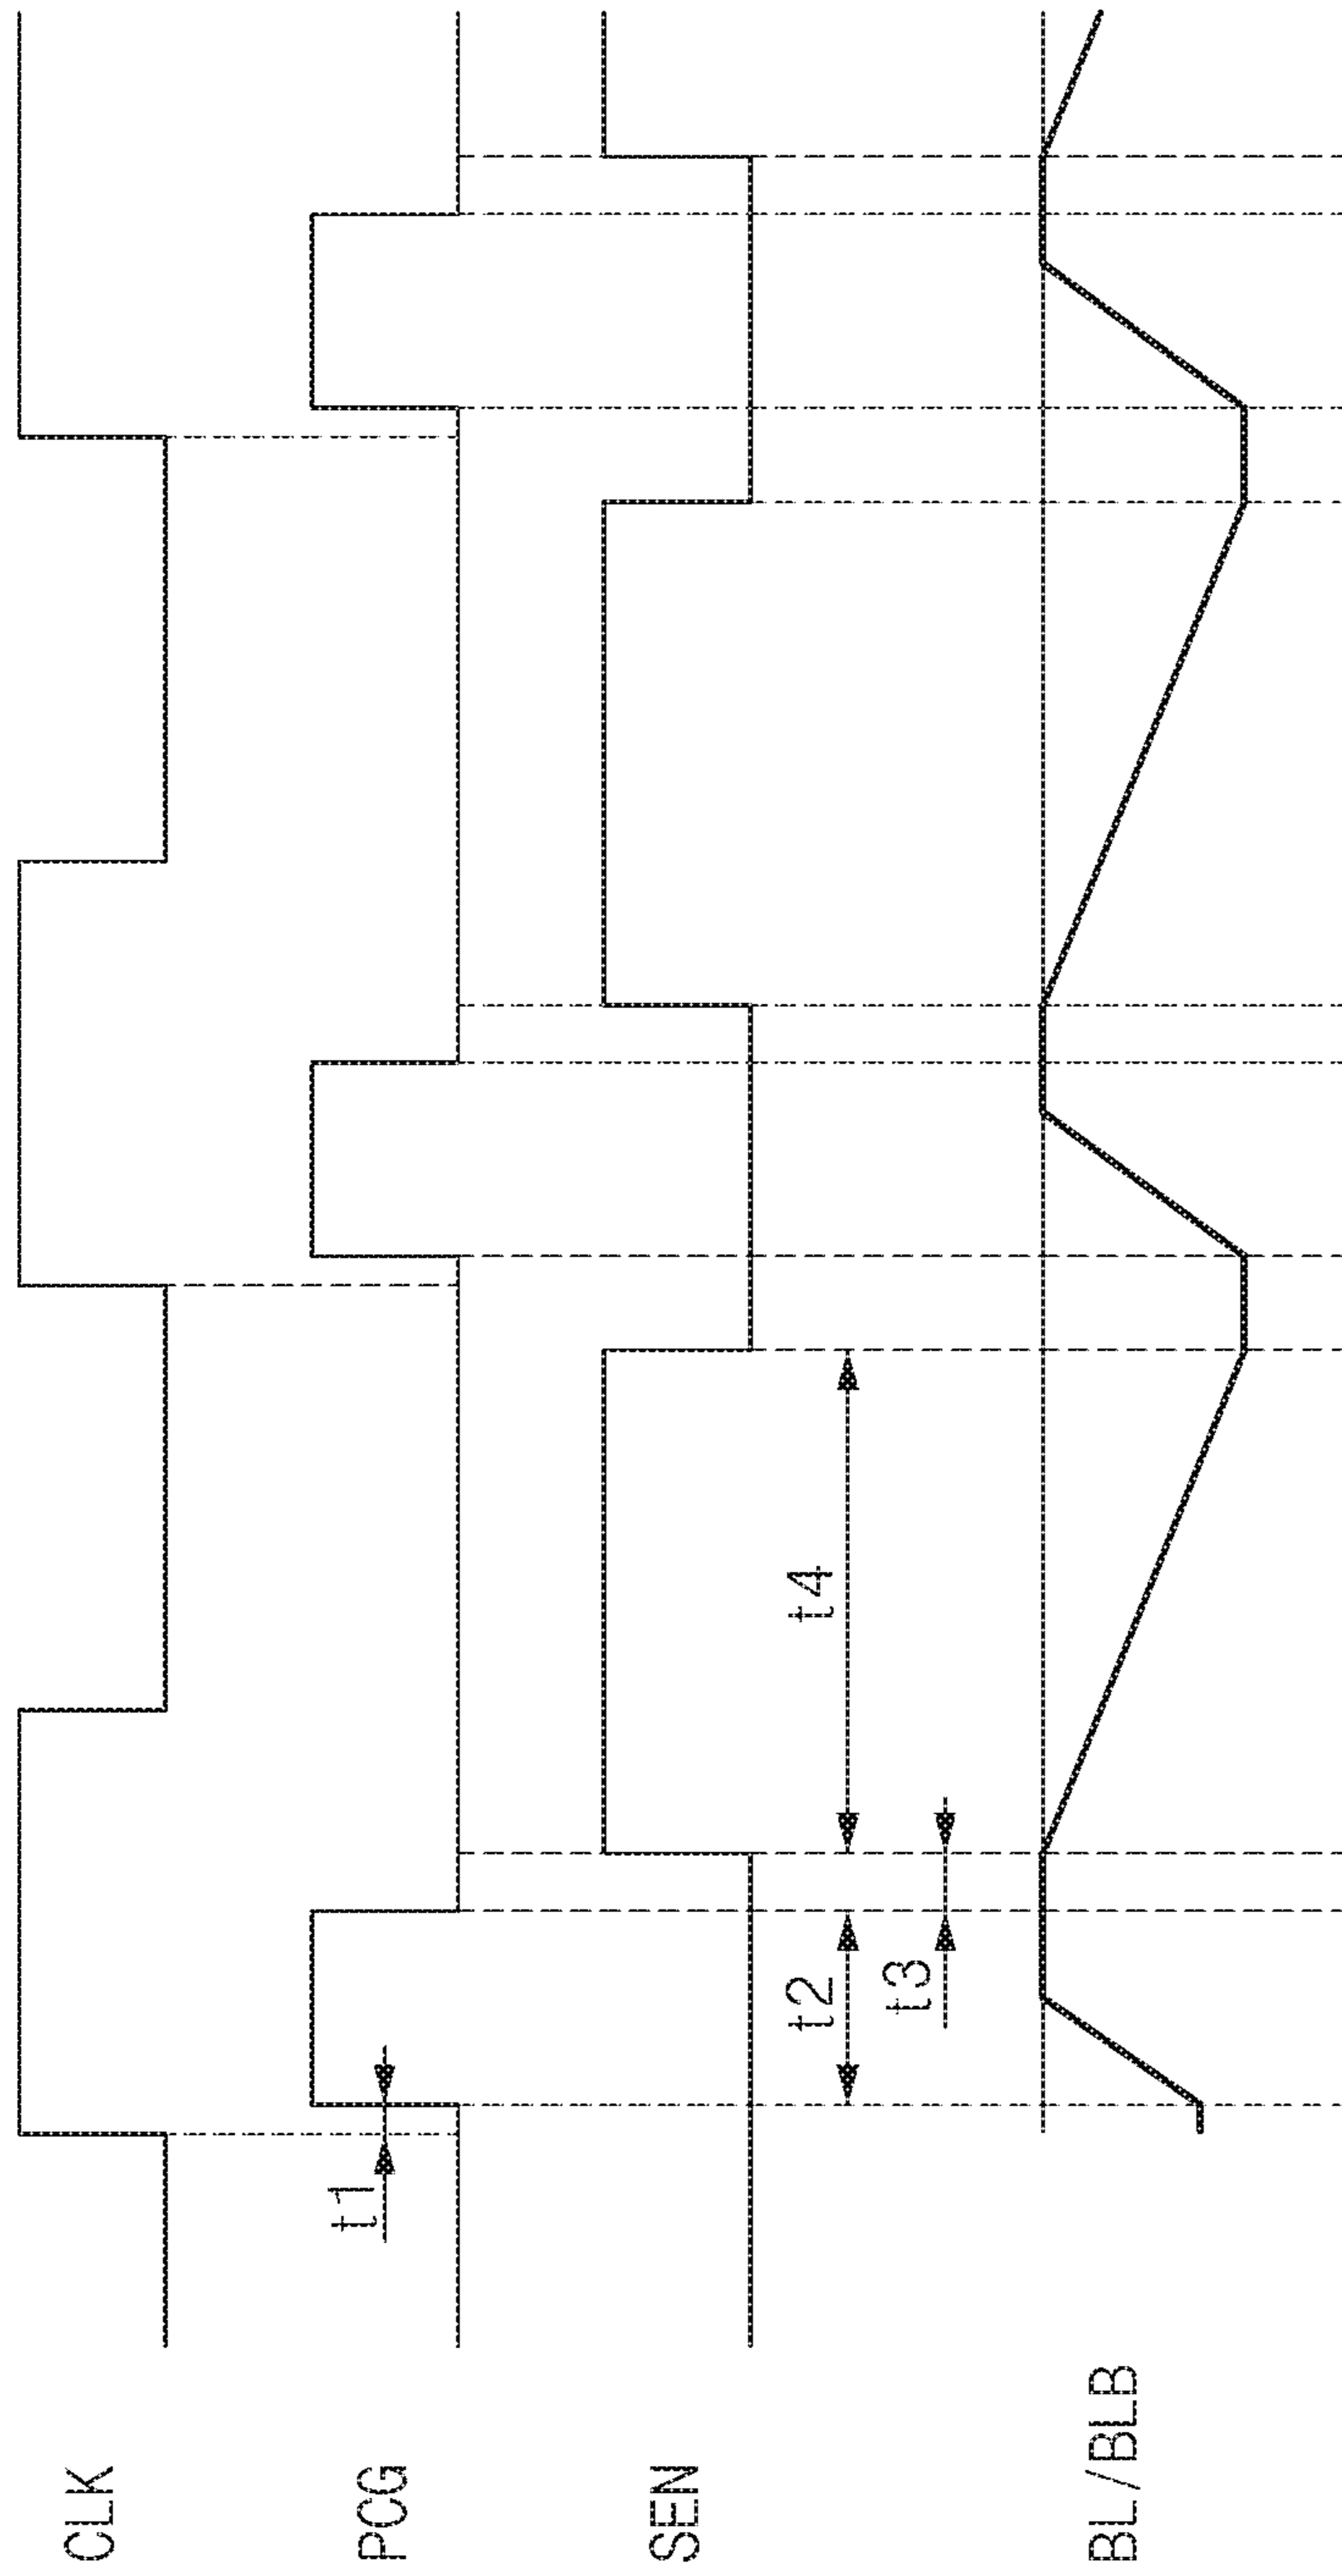 CLK
PCG
t1
SEN
t2
t3
t4
BL/BLB